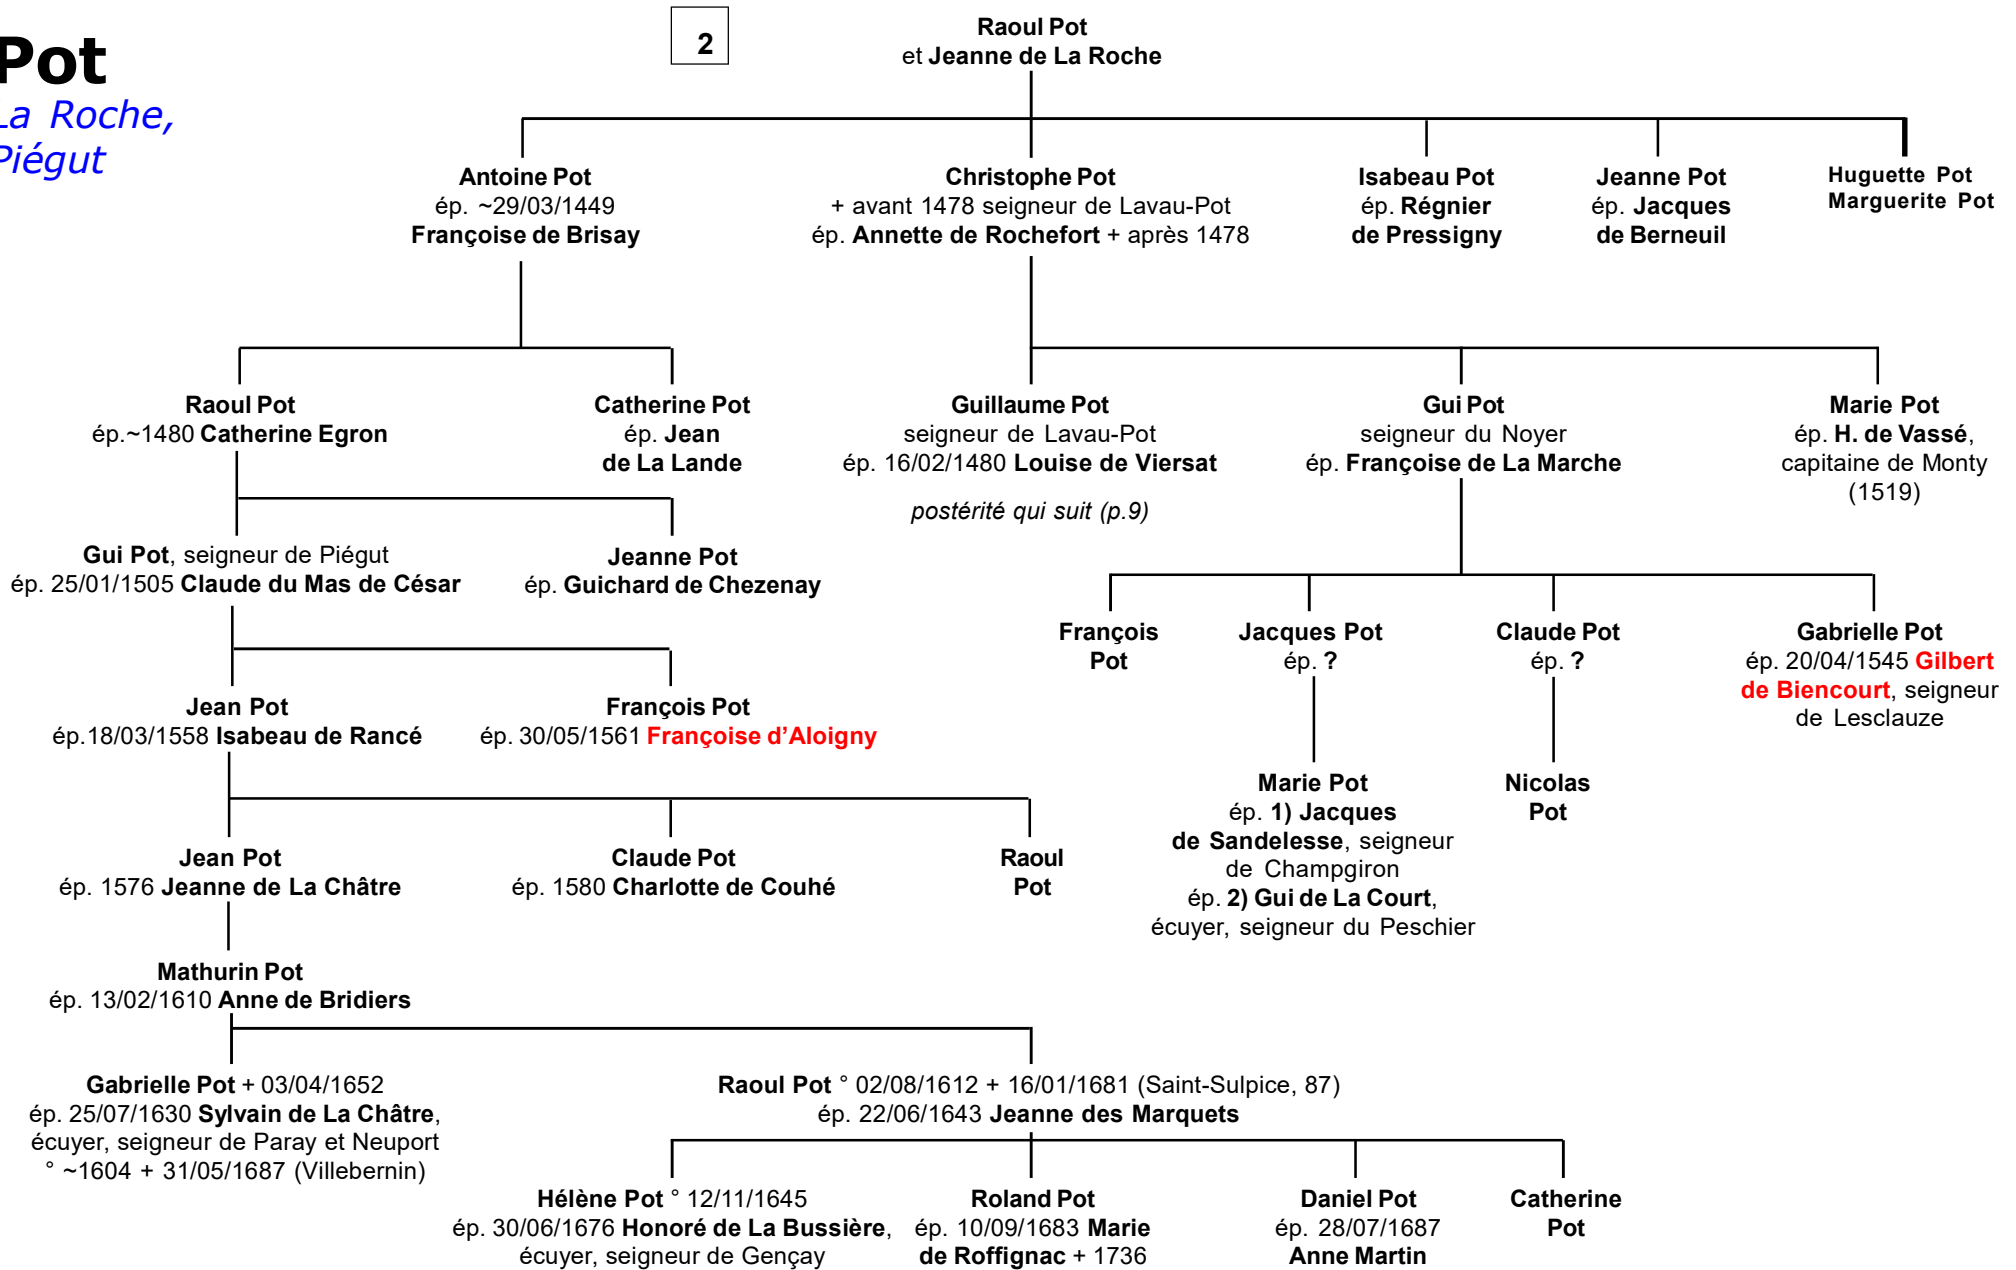 Pot
La Roche,
Piégut
2
Raoul Pot
et Jeanne de La Roche
Antoine Pot
ép. ~29/03/1449
Françoise de Brisay
Christophe Pot
+ avant 1478 seigneur de Lavau-Pot
ép. Annette de Rochefort + après 1478
Isabeau Pot
ép. Régnier
de Pressigny
Jeanne Pot
ép. Jacques
de Berneuil
Huguette Pot
Marguerite Pot
Raoul Pot
ép.~1480 Catherine Egron
Catherine Pot
ép. Jean
de La Lande
Guillaume Pot
seigneur de Lavau-Pot
ép. 16/02/1480 Louise de Viersat
postérité qui suit (p.9)
Gui Pot
seigneur du Noyer
ép. Françoise de La Marche
Marie Pot
ép. H. de Vassé,
capitaine de Monty
(1519)
Gui Pot, seigneur de Piégut
ép. 25/01/1505 Claude du Mas de César
Jeanne Pot
ép. Guichard de Chezenay
François
Pot
Jacques Pot
ép. ?
Claude Pot
ép. ?
Gabrielle Pot
ép. 20/04/1545 Gilbert
de Biencourt, seigneur
de Lesclauze
Jean Pot
ép.18/03/1558 Isabeau de Rancé
François Pot
ép. 30/05/1561 Françoise d’Aloigny
Marie Pot
ép. 1) Jacques
de Sandelesse, seigneur
de Champgiron
ép. 2) Gui de La Court,
écuyer, seigneur du Peschier
Nicolas
Pot
Jean Pot
ép. 1576 Jeanne de La Châtre
Claude Pot
ép. 1580 Charlotte de Couhé
Raoul
Pot
Mathurin Pot
ép. 13/02/1610 Anne de Bridiers
Gabrielle Pot + 03/04/1652
ép. 25/07/1630 Sylvain de La Châtre,
écuyer, seigneur de Paray et Neuport
° ~1604 + 31/05/1687 (Villebernin)
Raoul Pot ° 02/08/1612 + 16/01/1681 (Saint-Sulpice, 87)
ép. 22/06/1643 Jeanne des Marquets
Hélène Pot ° 12/11/1645
ép. 30/06/1676 Honoré de La Bussière,
écuyer, seigneur de Gençay
Roland Pot
ép. 10/09/1683 Marie
de Roffignac + 1736
Daniel Pot
ép. 28/07/1687
Anne Martin
Catherine
Pot